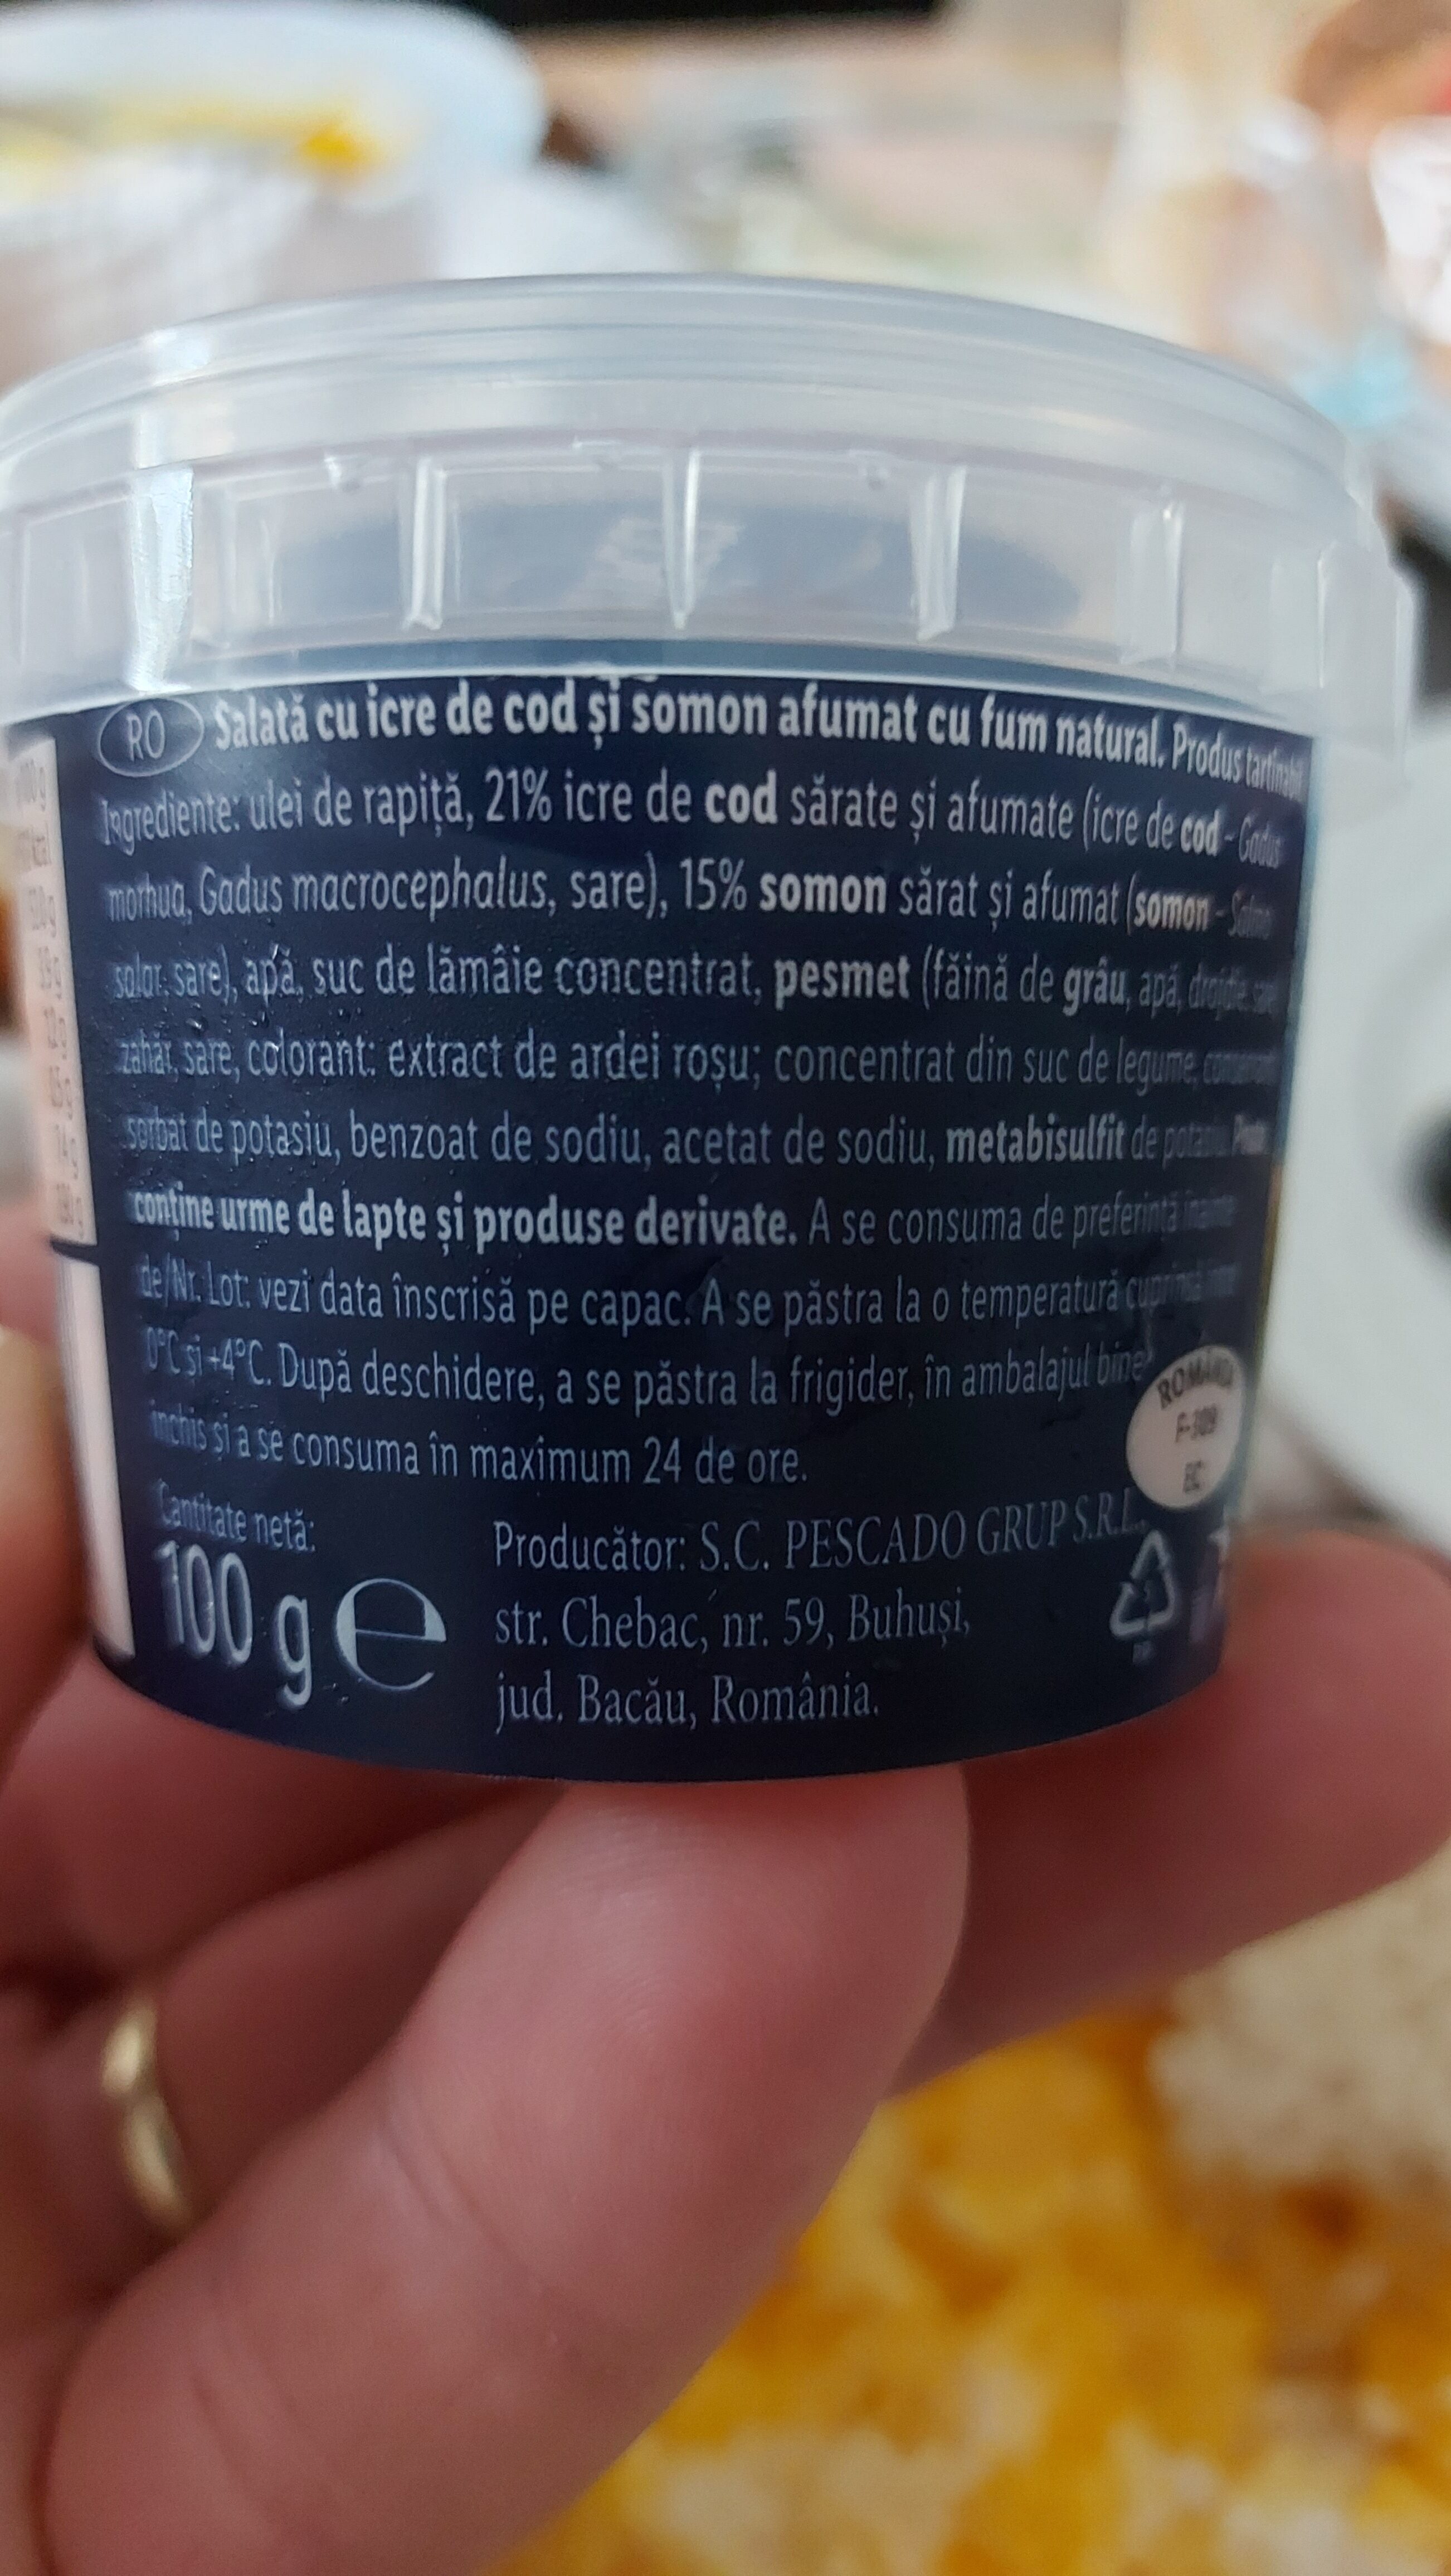 RO Salată cu icre de cod și somon afumat cu fum natural. Produs tartinabil
Ingrediente: ulei de rapiță, 21% icre de cod sărate și afumate (icre de cod - Gadus
morhua, Gadus macrocephalus, sare), 15% somon sărat și afumat (somon - Salmo
salar, sare), apă, suc de lămâie concentrat, pesmet (făină de grâu, apă, drojdie, sare
zahăr, sare, colorant: extract de ardei roșu; concentrat din suc de legume,
sorbat de potasiu, benzoat de sodiu, acetat de sodiu, metabisulfit de potasiu. Poate
conține urme de lapte și produse derivate. A se consuma de preferință înainte
de/Nr. Lot: vezi data înscrisă pe capac. A se păstra la o temperatură cuprinsă între
0°C si +4°C. După deschidere, a se păstra la frigider, în ambalajul bine
închis și a se consuma în maximum 24 de ore.
ROMÂNIA
F-309
EC
Cantitate netă:
100 g e
Producător: S.C. PESCADO GRUP S.R.L.,
str. Chebac, nr. 59, Buhuși,
jud. Bacău, România.